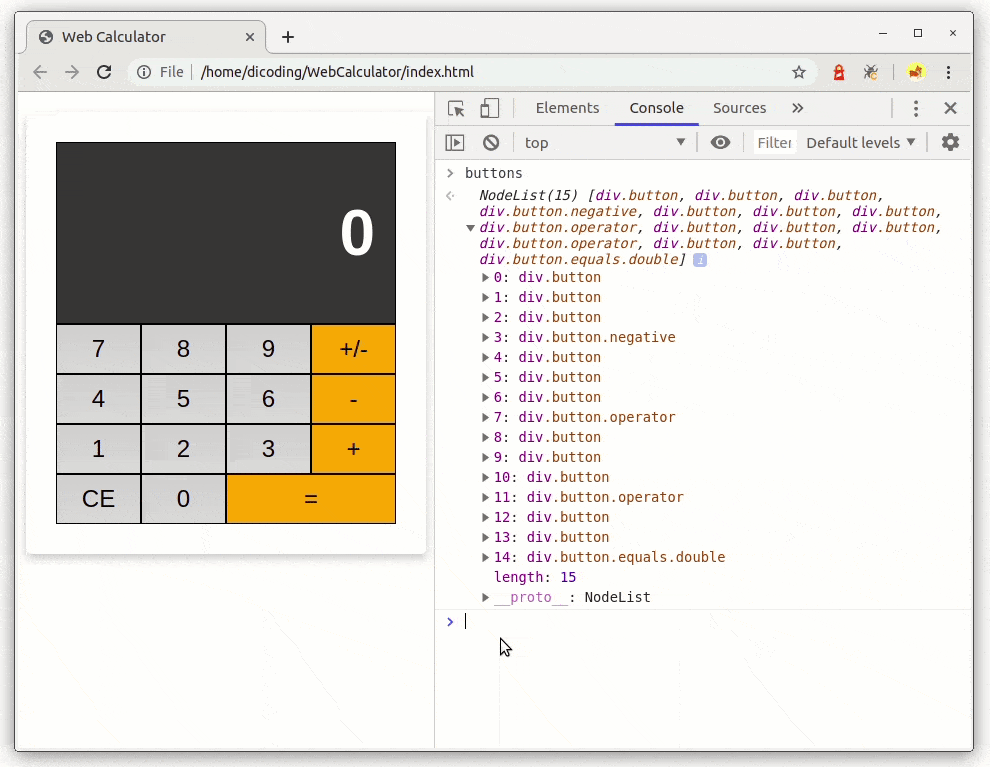 Web Calculator
File /home/dicoding/WebCalculator/index.html
Elements Console Sources
top Filter Default levels
0
7 8 9 +/-
4 5 6 -
1 2 3 +
CE 0 =
buttons
NodeList(15) [div.button, div.button, div.button,
div.button.negative, div.button, div.button, div.button,
div.button.operator, div.button, div.button, div.button,
div.button.operator, div.button, div.button,
div.button.equals.double] i
0: div.button
1: div.button
2: div.button
3: div.button.negative
4: div.button
5: div.button
6: div.button
7: div.button.operator
8: div.button
9: div.button
10: div.button
11: div.button.operator
12: div.button
13: div.button
14: div.button.equals.double
length: 15
__proto__: NodeList